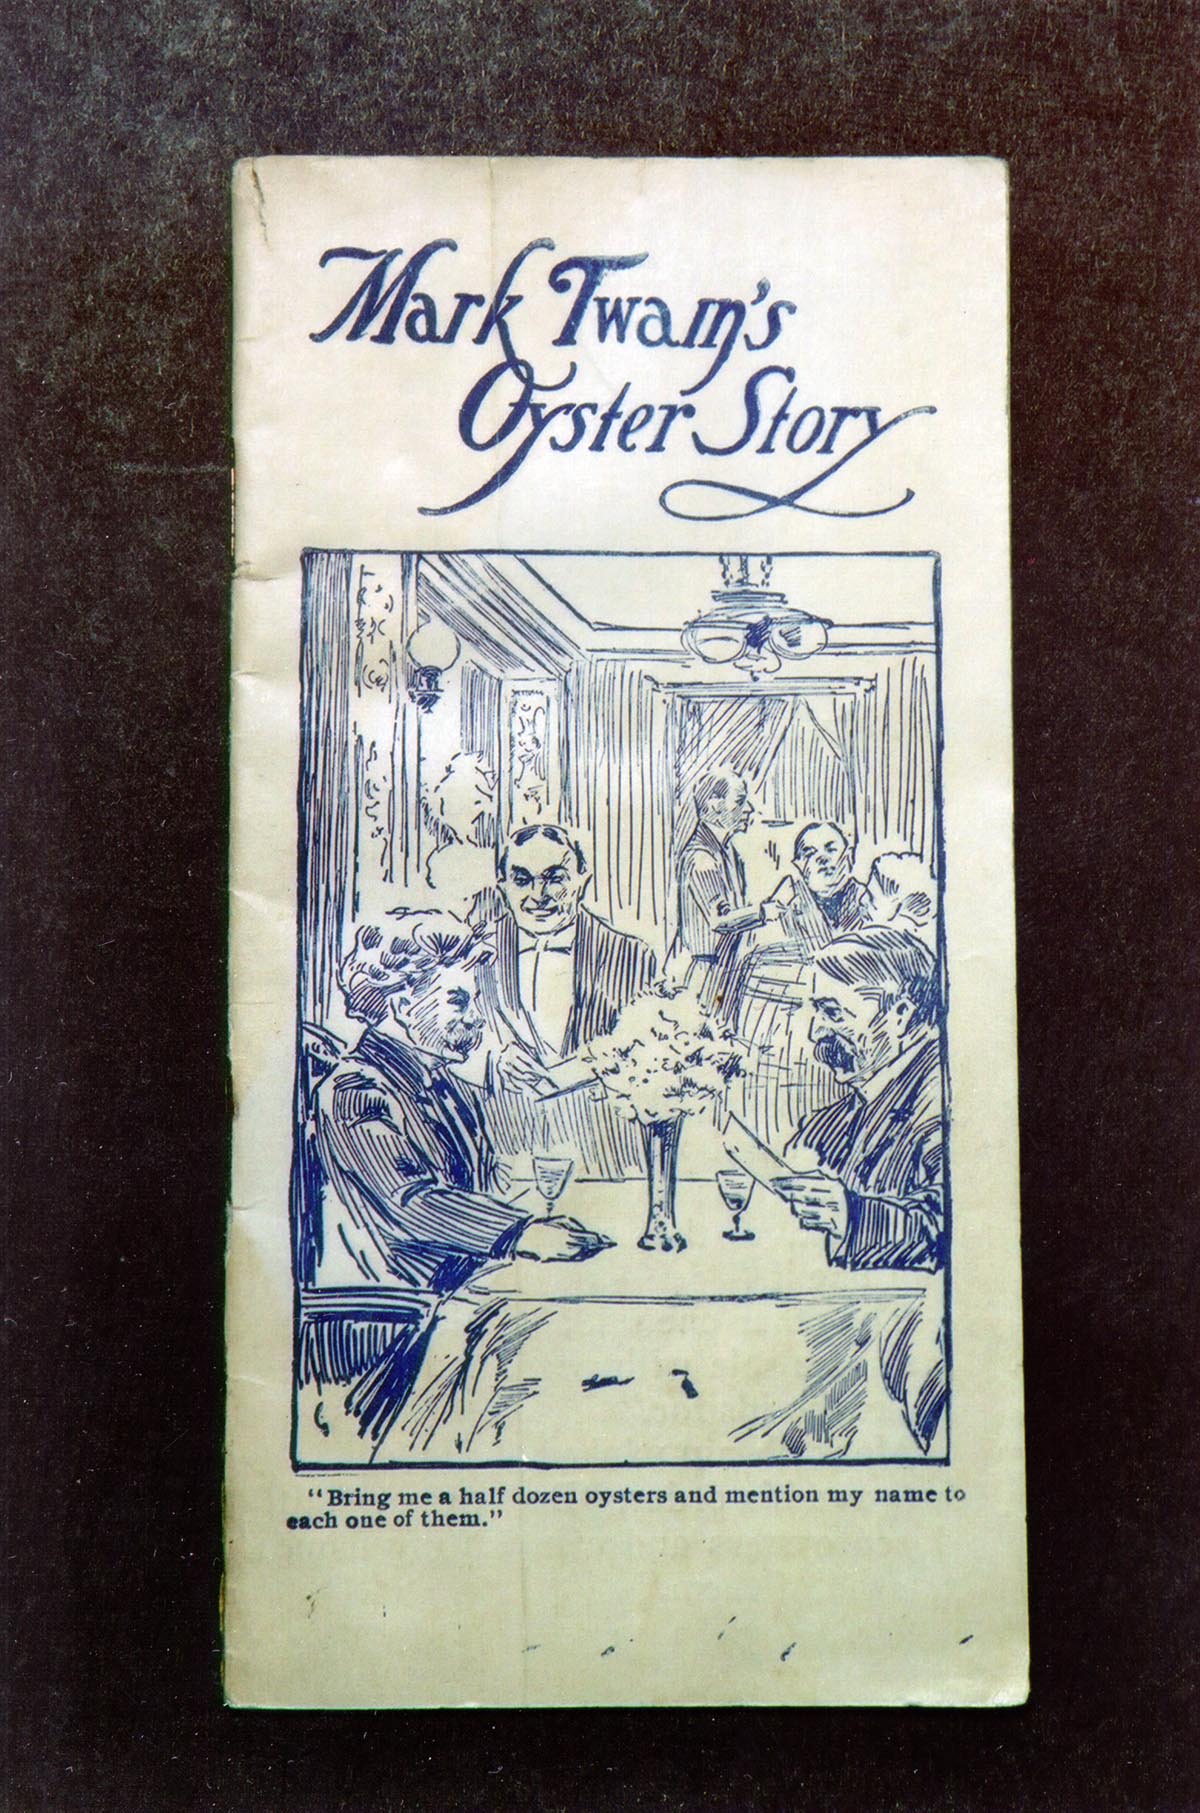 Mark Twain's
Oyster Story
"Bring me a half dozen oysters and mention my name to
each one of them."